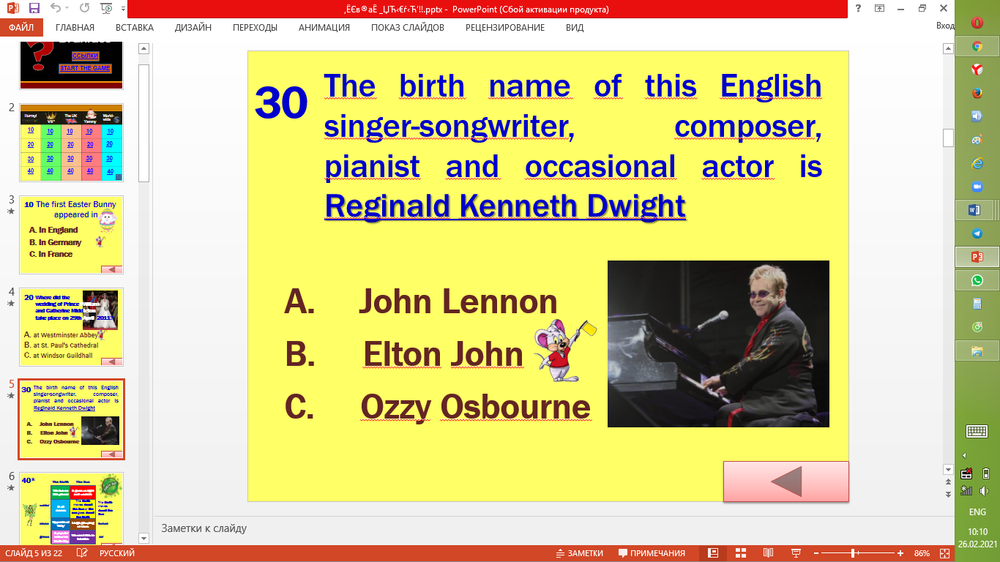 pptx - PowerPoint (Сбой активации продукта)
ФАЙЛ ГЛАВНАЯ ВСТАВКА ДИЗАЙН ПЕРЕХОДЫ АНИМАЦИЯ ПОКАЗ СЛАЙДОВ РЕЦЕНЗИРОВАНИЕ ВИД Вход
ССЫЛКИ
START THE GAME
2
Hurray! VIP The UK Yammy World-
wide
10 10 10 10 10
20 20 20 20 20
30 30 30 30 30
40 40 40 40 40
3
10 The first Easter Bunny
appeared in
A. In England
B. In Germany
C. In France
4
20 Where did the
wedding of Prince
and Catherine
take place on 29th April
A. at Westminster Abbey
B. at St. Paul's Cathedral
C. at Windsor Guildhall
5
30 The birth name of this English
singer-songwriter, composer,
pianist and occasional actor is
Reginald Kenneth Dwight
A. John Lennon
B. Elton John
C. Ozzy Osbourne
6
40*
30 The birth name of this English
singer-songwriter, composer,
pianist and occasional actor is
Reginald Kenneth Dwight
A. John Lennon
B. Elton John
C. Ozzy Osbourne
Заметки к слайду
СЛАЙД 5 ИЗ 22 РУССКИЙ ЗАМЕТКИ ПРИМЕЧАНИЯ 86%
ENG
10:10
26.02.2021